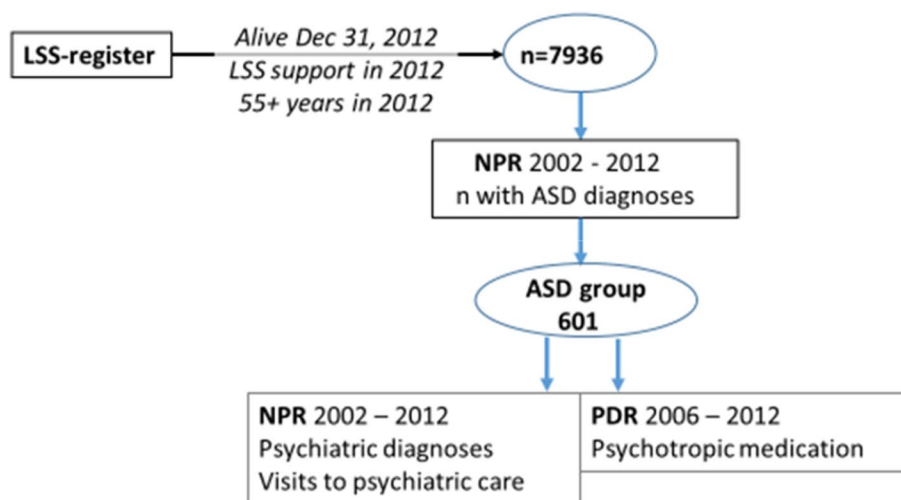 LSS-register
Alive Dec 31, 2012
LSS support in 2012
55+ years in 2012
n=7936
NPR 2002 - 2012
n with ASD diagnoses
ASD group
601
NPR 2002 – 2012
Psychiatric diagnoses
Visits to psychiatric care
PDR 2006 – 2012
Psychotropic medication